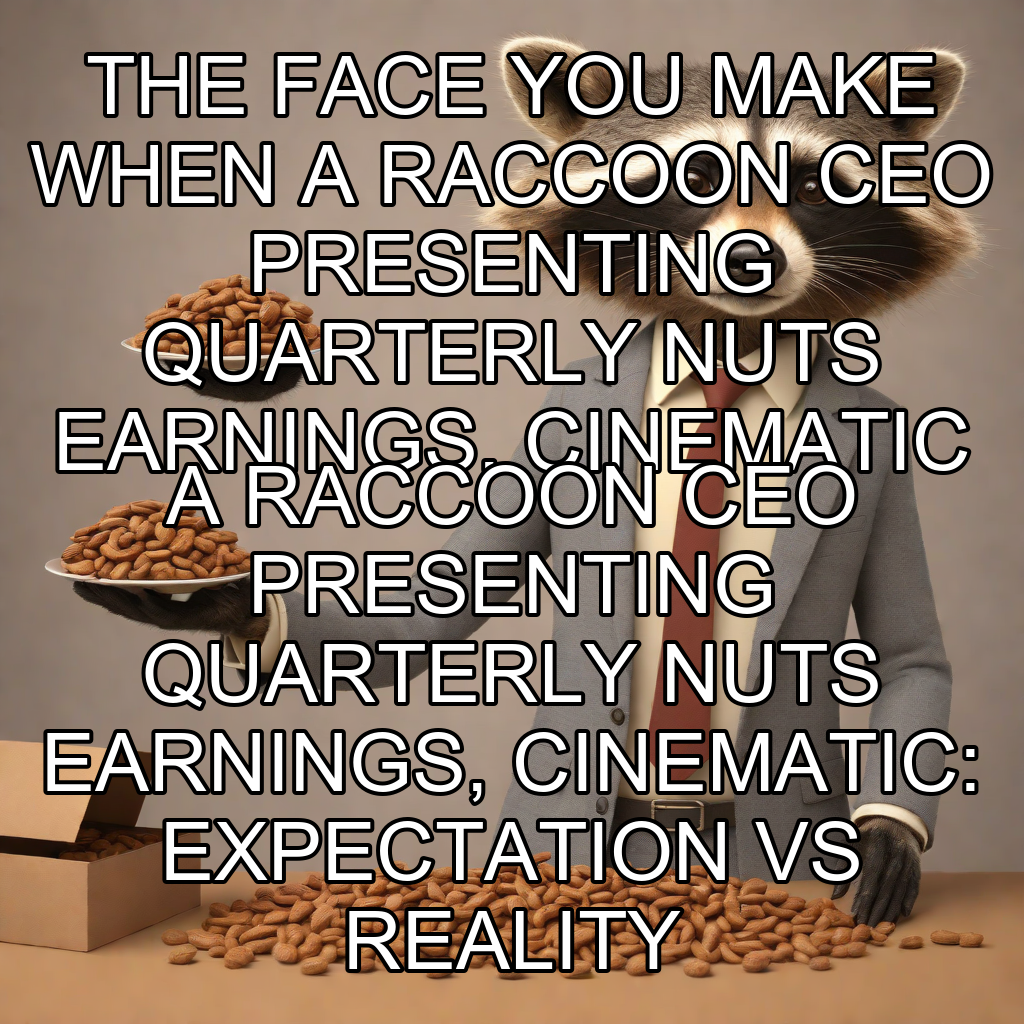 THE FACE YOU MAKE
WHEN A RACCOON CEO
PRESENTING
QUARTERLY NUTS
EARNINGS, CINEMATIC
A RACCOON CEO
PRESENTING
QUARTERLY NUTS
EARNINGS, CINEMATIC:
EXPECTATION VS
REALITY